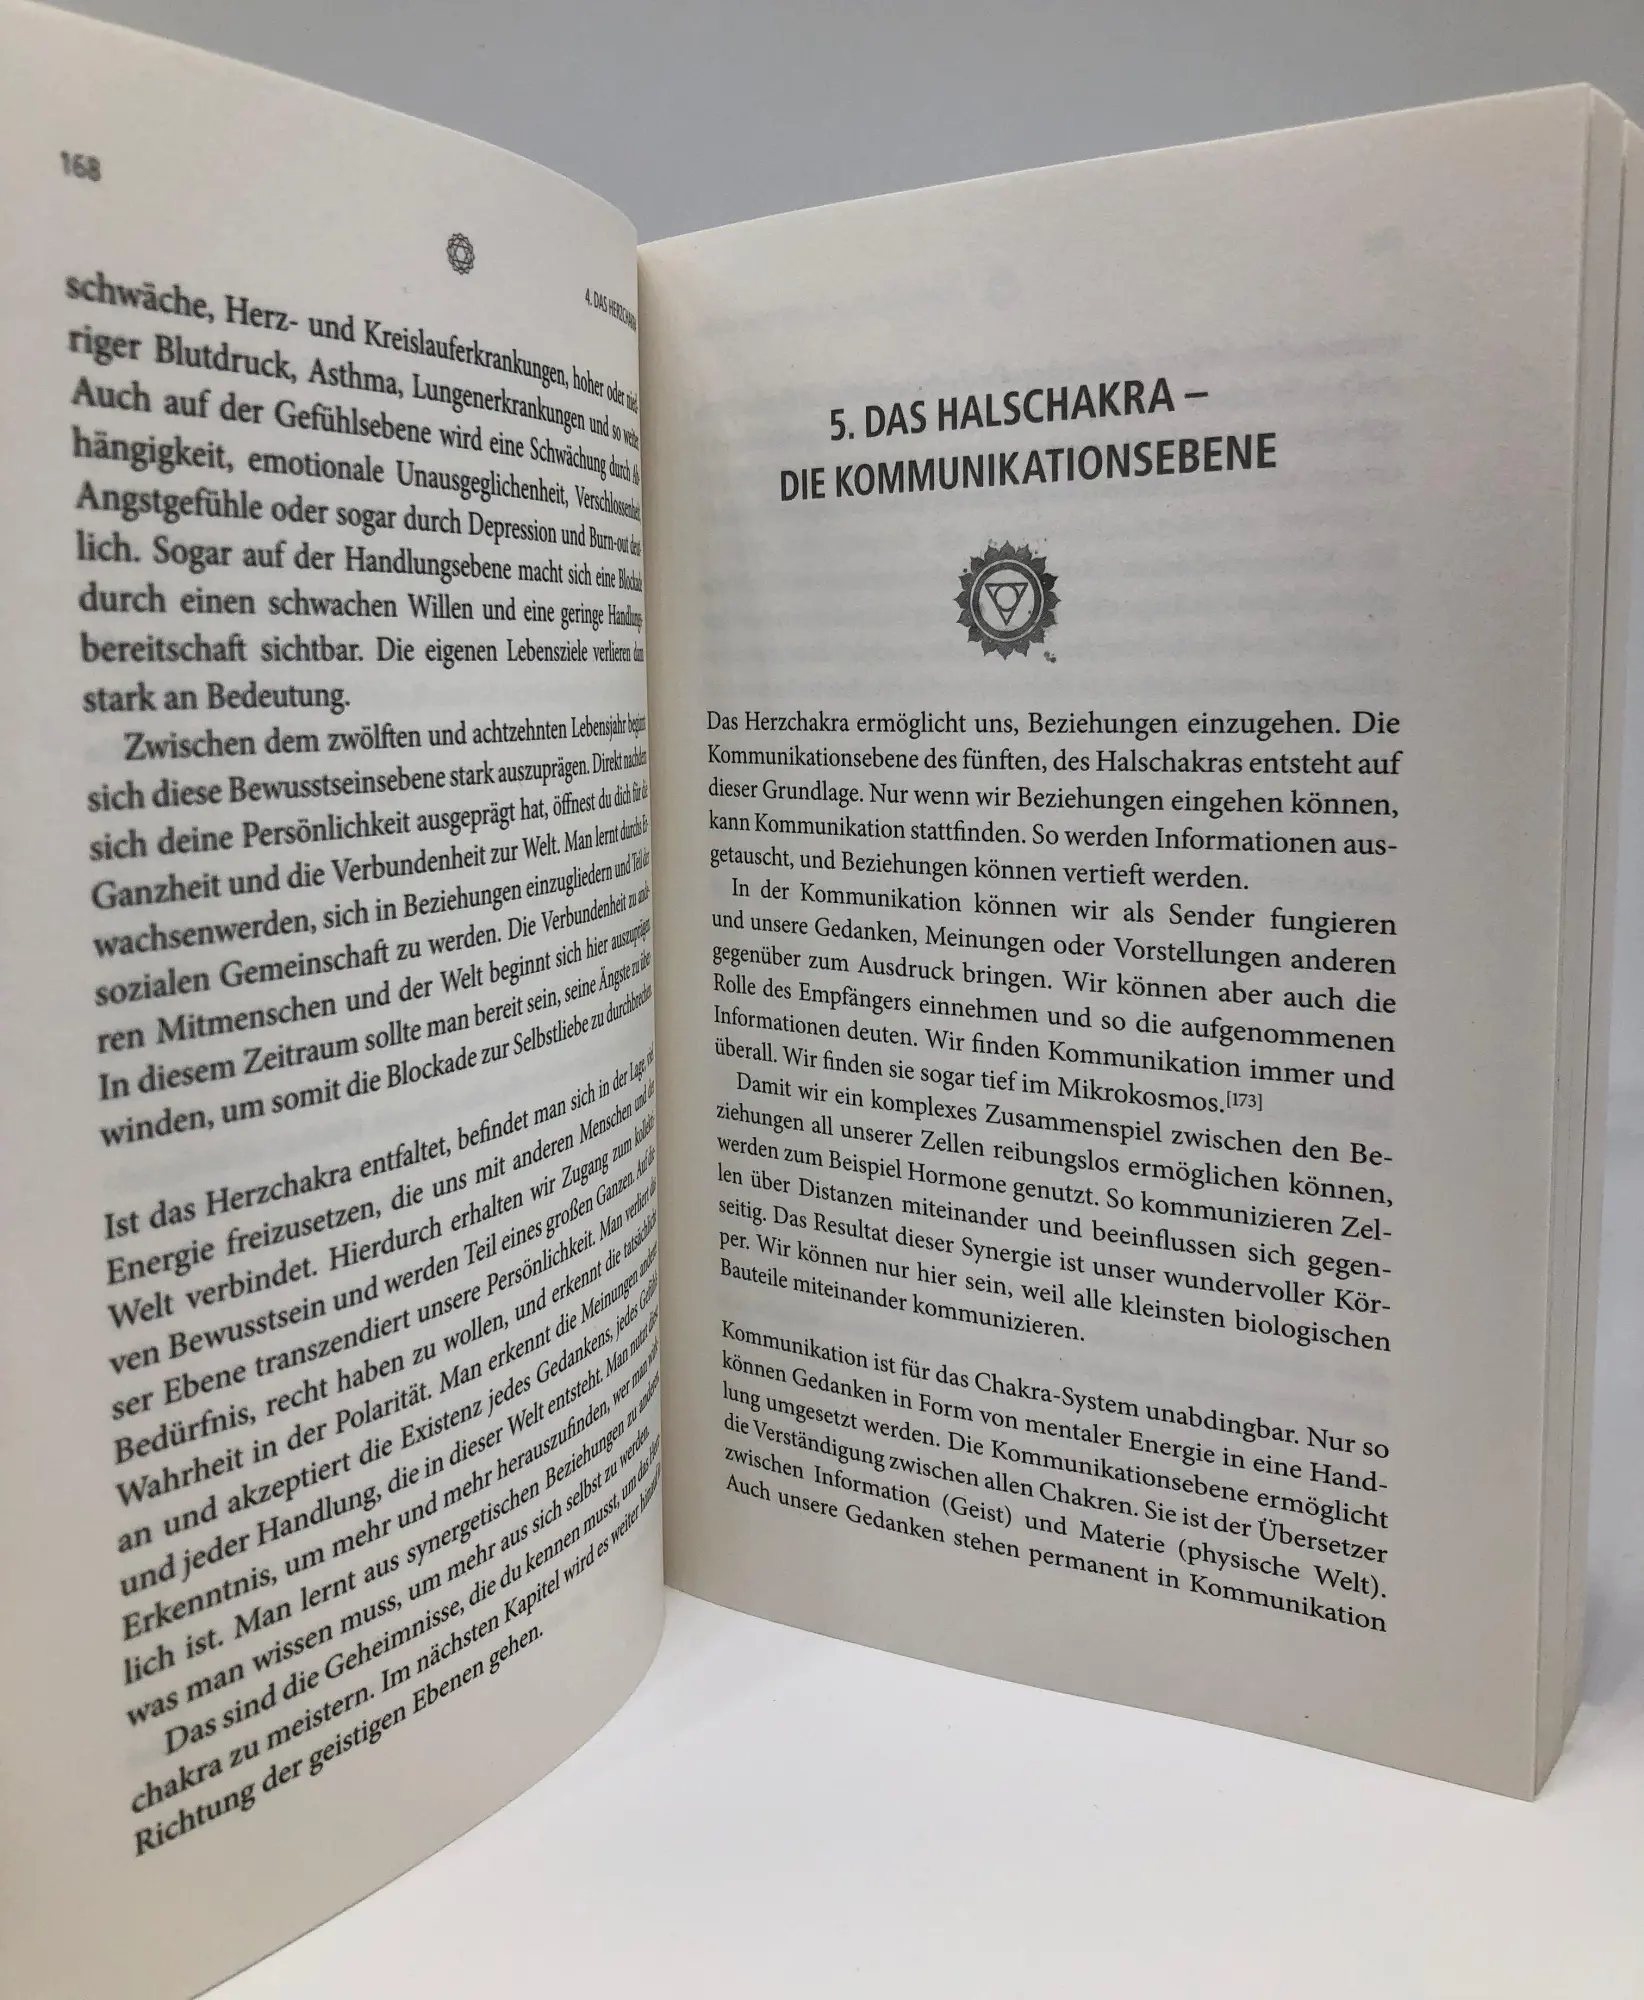 168
4. DAS HERZCHAKRA
schwäche, Herz- und Kreislauferkrankungen, hoher oder nied-
riger Blutdruck, Asthma, Lungenerkrankungen und so weiter.
Auch auf der Gefühlsebene wird eine Schwächung durch Ab-
hängigkeit, emotionale Unausgeglichenheit, Verschlossenheit,
Angstgefühle oder sogar durch Depression und Burn-out deut-
lich. Sogar auf der Handlungsebene macht sich eine Blockade
durch einen schwachen Willen und eine geringe Handlungs-
bereitschaft sichtbar. Die eigenen Lebensziele verlieren dann
stark an Bedeutung.
Zwischen dem zwölften und achtzehnten Lebensjahr beginnt
sich diese Bewusstseinsebene stark auszuprägen. Direkt nachdem
sich deine Persönlichkeit ausgeprägt hat, öffnest du dich für die
Ganzheit und die Verbundenheit zur Welt. Man lernt durchs Er-
wachsenwerden, sich in Beziehungen einzugliedern und Teil der
sozialen Gemeinschaft zu werden. Die Verbundenheit zu ande-
ren Mitmenschen und der Welt beginnt sich hier auszuprägen.
In diesem Zeitraum sollte man bereit sein, seine Ängste zu über-
winden, um somit die Blockade zur Selbstliebe zu durchbrechen.
Ist das Herzchakra entfaltet, befindet man sich in der Lage, viel
Energie freizusetzen, die uns mit anderen Menschen und der
Welt verbindet. Hierdurch erhalten wir Zugang zum kollekti-
ven Bewusstsein und werden Teil eines großen Ganzen. Auf die-
ser Ebene transzendiert unsere Persönlichkeit. Man verliert das
Bedürfnis, recht haben zu wollen, und erkennt die tatsächliche
Wahrheit in der Polarität. Man erkennt die Meinungen anderer
an und akzeptiert die Existenz jedes Gedankens, jedes Gefühls
und jeder Handlung, die in dieser Welt entsteht. Man nutzt diese
Erkenntnis, um mehr und mehr herauszufinden, wer man wirk-
lich ist. Man lernt aus synergetischen Beziehungen zu anderen,
was man wissen muss, um mehr aus sich selbst zu werden.
Das sind die Geheimnisse, die du kennen musst, um das Herz-
chakra zu meistern. Im nächsten Kapitel wird es weiter hinauf in
Richtung der geistigen Ebenen gehen.
5. DAS HALSCHAKRA –
DIE KOMMUNIKATIONSEBENE
Das Herzchakra ermöglicht uns, Beziehungen einzugehen. Die
Kommunikationsebene des fünften, des Halschakras entsteht auf
dieser Grundlage. Nur wenn wir Beziehungen eingehen können,
kann Kommunikation stattfinden. So werden Informationen aus-
getauscht, und Beziehungen können vertieft werden.
In der Kommunikation können wir als Sender fungieren
und unsere Gedanken, Meinungen oder Vorstellungen anderen
gegenüber zum Ausdruck bringen. Wir können aber auch die
Rolle des Empfängers einnehmen und so die aufgenommenen
Informationen deuten. Wir finden Kommunikation immer und
überall. Wir finden sie sogar tief im Mikrokosmos.[173]
Damit wir ein komplexes Zusammenspiel zwischen den Be-
ziehungen all unserer Zellen reibungslos ermöglichen können,
werden zum Beispiel Hormone genutzt. So kommunizieren Zel-
len über Distanzen miteinander und beeinflussen sich gegen-
seitig. Das Resultat dieser Synergie ist unser wundervoller Kör-
per. Wir können nur hier sein, weil alle kleinsten biologischen
Bauteile miteinander kommunizieren.
Kommunikation ist für das Chakra-System unabdingbar. Nur so
können Gedanken in Form von mentaler Energie in eine Hand-
lung umgesetzt werden. Die Kommunikationsebene ermöglicht
die Verständigung zwischen allen Chakren. Sie ist der Übersetzer
zwischen Information (Geist) und Materie (physische Welt).
Auch unsere Gedanken stehen permanent in Kommunikation